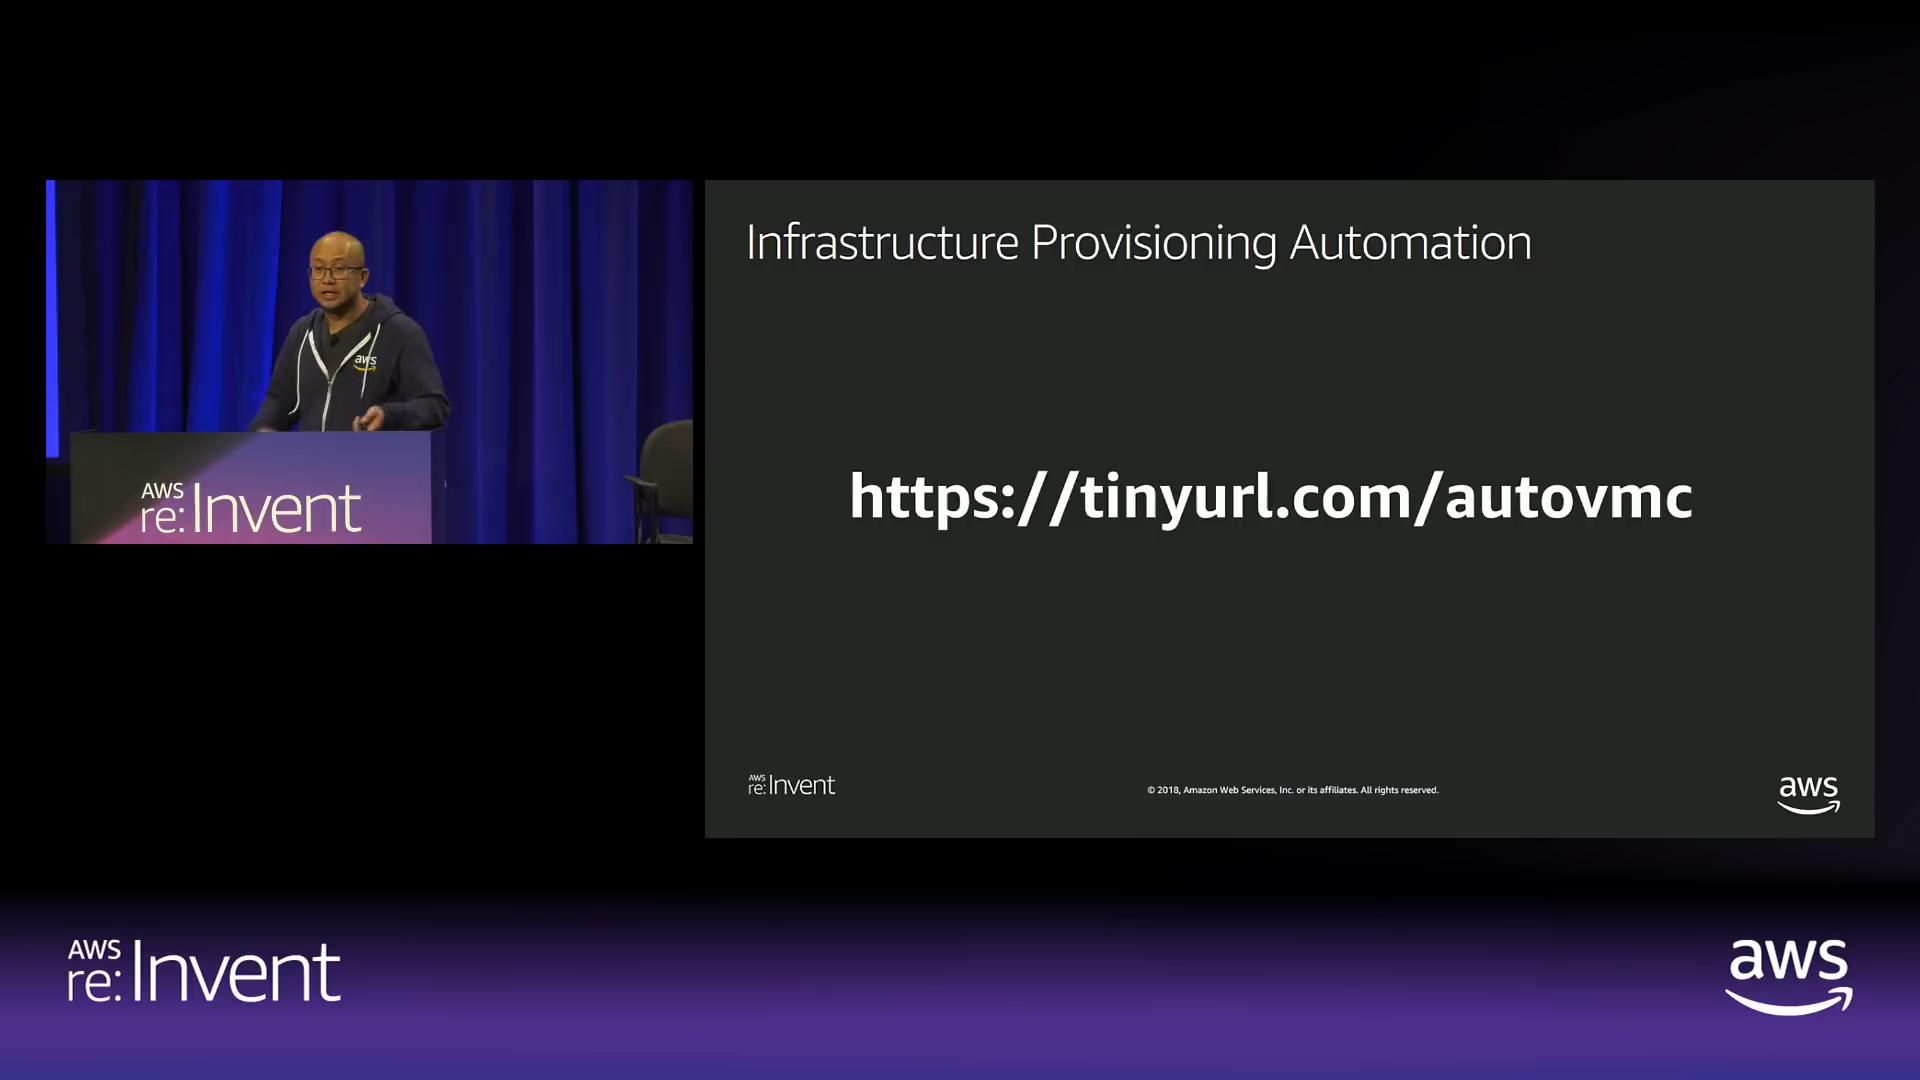 Infrastructure Provisioning Automation
https://tinyurl.com/autovmc
aws
AWS
re:Invent
AWS
re:Invent
© 2018, Amazon Web Services, Inc. or its affiliates. All rights reserved.
aws
AWS
re:Invent
aws